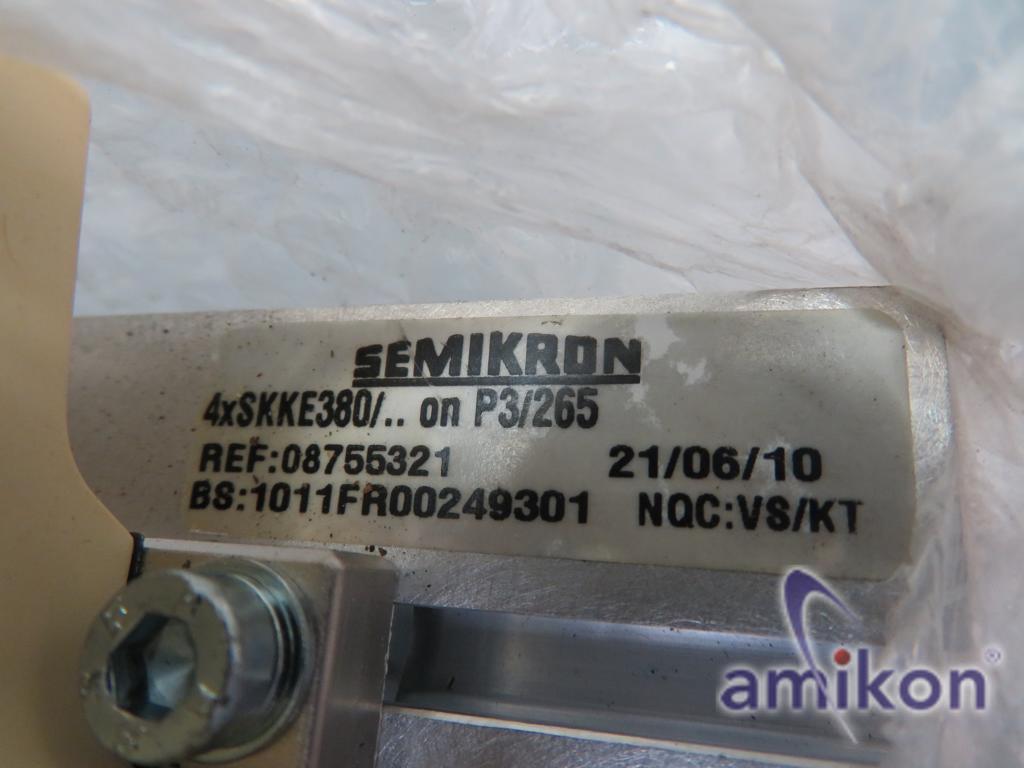 SEMIKRON
4xSKKE380/.. on P3/265
REF:08755321 21/06/10
BS:1011FR00249301 NQC:VS/KT
amikon®